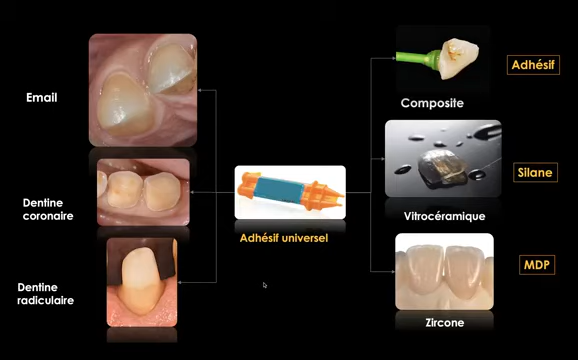 Email
Dentine
coronaire
Dentine
radiculaire
Adhésif universel
Composite
Adhésif
Vitrocéramique
Silane
Zircone
MDP